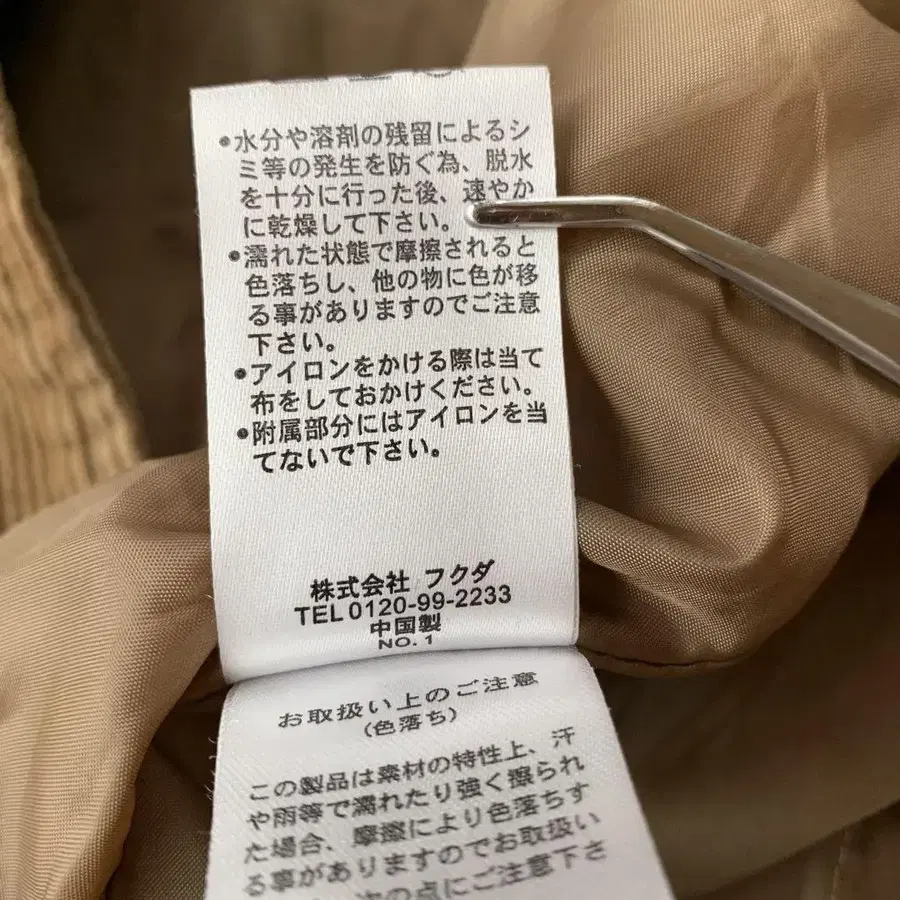 ●水分や溶剤の残留によるシ
ミ等の発生を防ぐ為、脱水
を十分に行った後、速やか
に乾燥して下さい。
●濡れた状態で摩擦されると
色落ちし、他の物に色が移
る事がありますのでご注意
下さい。
●アイロンをかける際は当て
布をしておかけください。
●附属部分にはアイロンを当
てないで下さい。
株式会社 フクダ
TEL 0120-99-2233
中国製
NO.1
お取扱い上のご注意
(色落ち)
この製品は素材の特性上、汗
や雨等で濡れたり強く擦られ
た場合、摩擦により色落ちす
る事がありますのでお取扱い
次の点にご注意下さ